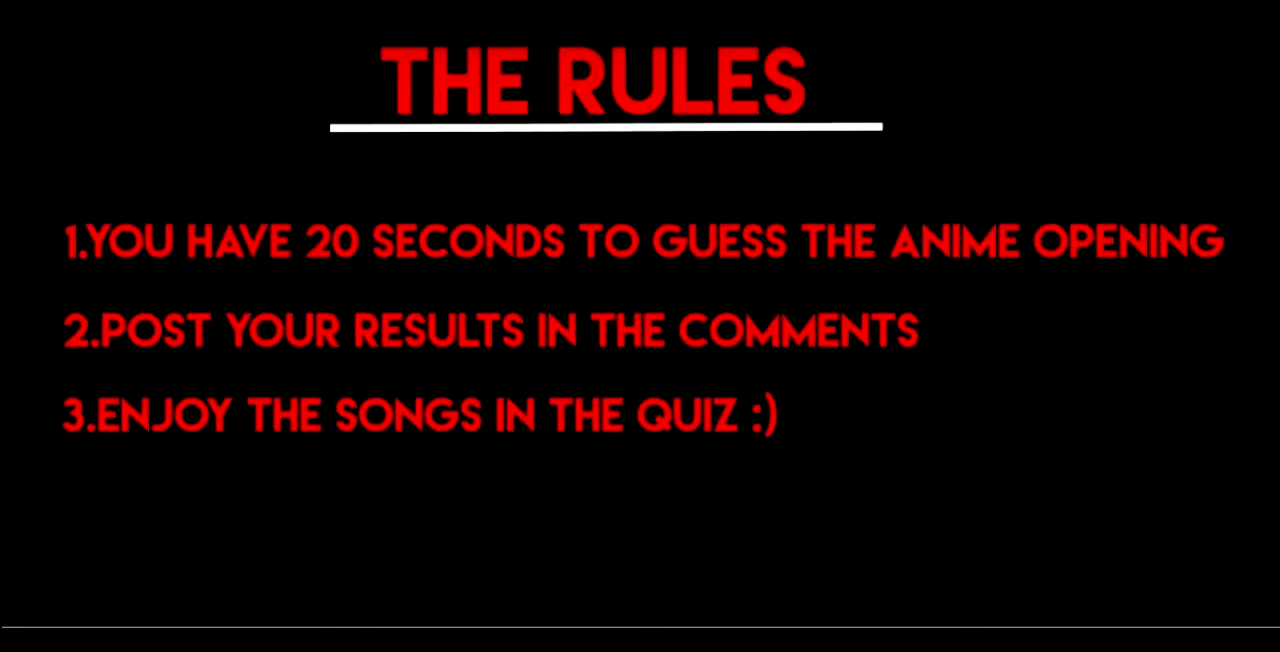 THE RULES
1.YOU HAVE 20 SECONDS TO GUESS THE ANIME OPENING
2.POST YOUR RESULTS IN THE COMMENTS
3.ENJOY THE SONGS IN THE QUIZ :)